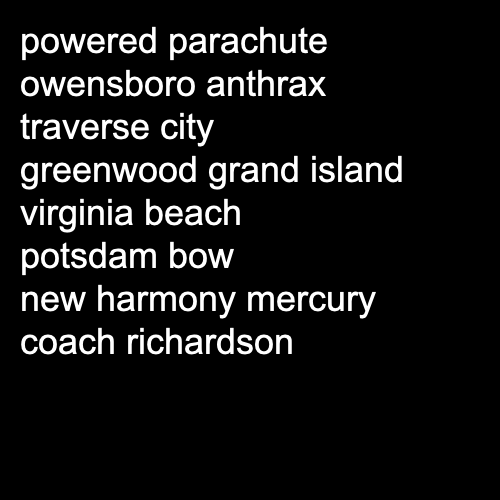 powered parachute
owensboro anthrax
traverse city
greenwood grand island
virginia beach
potsdam bow
new harmony mercury
coach richardson